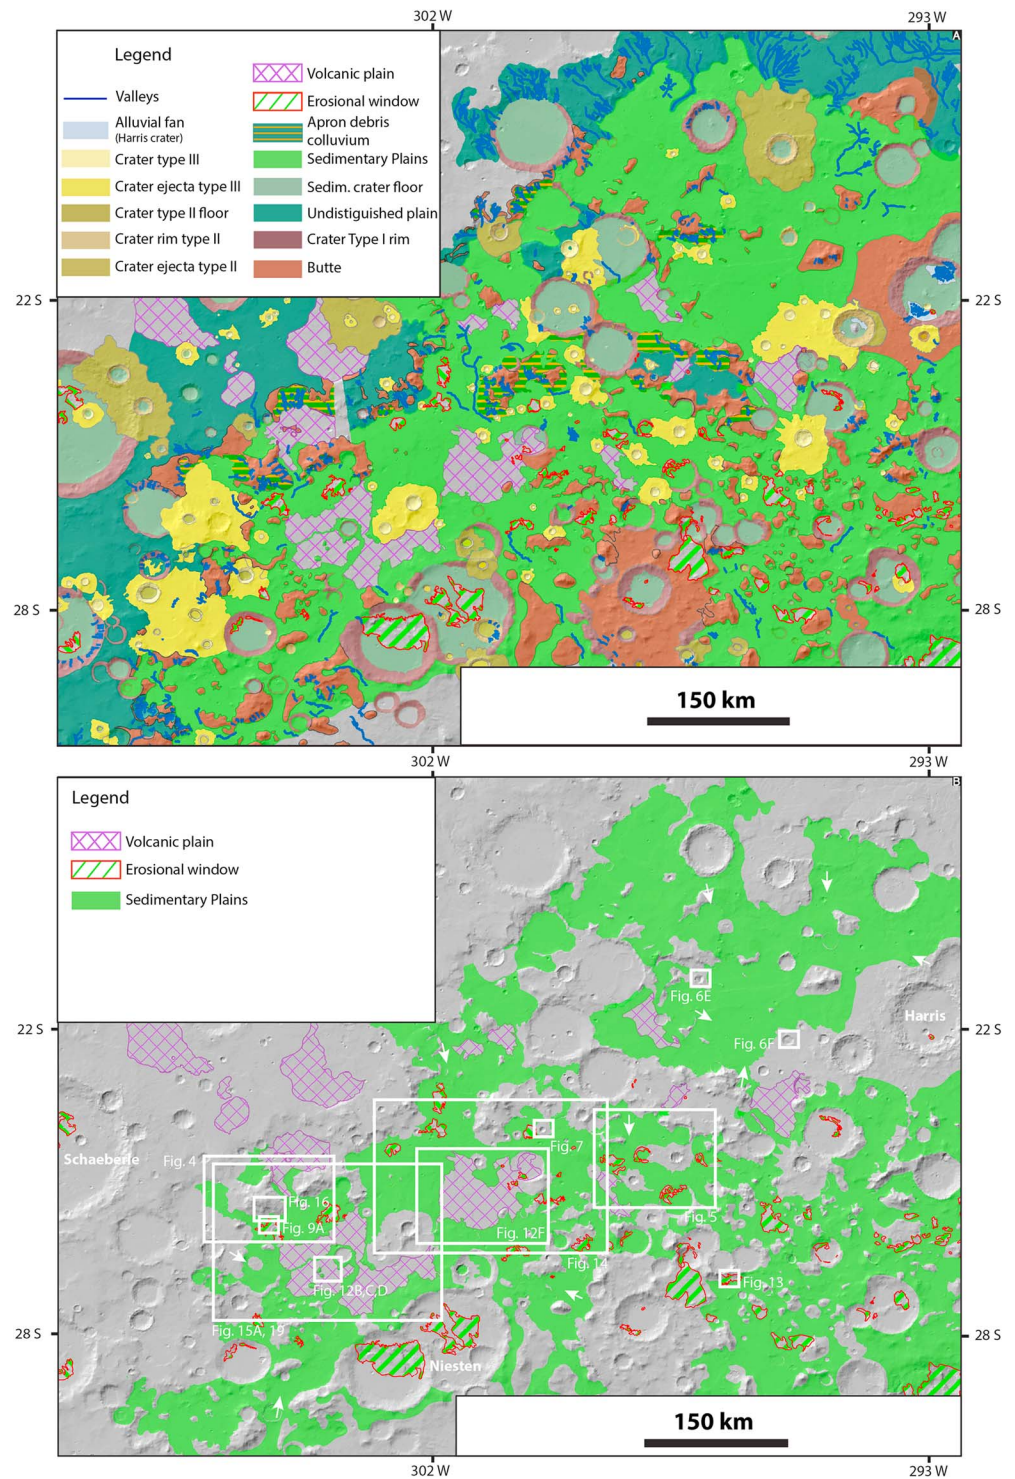 302 W
293 W
A
Legend
Valleys
Alluvial fan
(Harris crater)
Crater type III
Crater ejecta type III
Crater type II floor
Crater rim type II
Crater ejecta type II
Volcanic plain
Erosional window
Apron debris
colluvium
Sedimentary Plains
Sedim. crater floor
Undistiguished plain
Crater Type I rim
Butte
22 S
22 S
28 S
28 S
150 km
302 W
293 W
B
Legend
Volcanic plain
Erosional window
Sedimentary Plains
Fig. 6E
22 S
Harris
22 S
Fig. 6F
Fig. 7
Schaeberle
Fig. 4
Fig. 16
Fig. 5
Fig. 9A
Fig. 12F
Fig. 14
Fig. 13
Fig. 12B,C,D
Fig. 15A, 19
28 S
28 S
Niesten
150 km
302 W
293 W